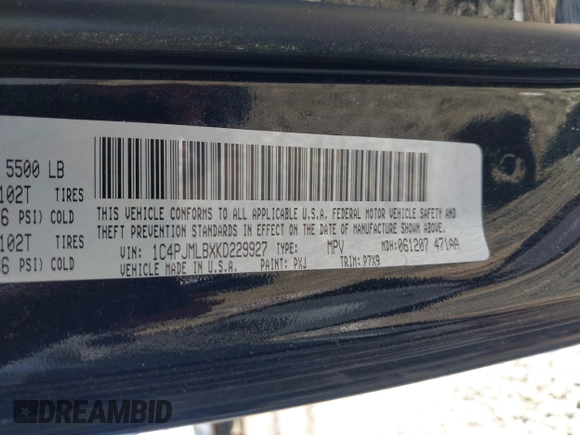 5500 LB
102T TIRES
6 PSI) COLD
102T TIRES
6 PSI) COLD
THIS VEHICLE CONFORMS TO ALL APPLICABLE U.S.A. FEDERAL MOTOR VEHICLE SAFETY AND
THEFT PREVENTION STANDARDS IN EFFECT ON THE DATE OF MANUFACTURE SHOWN ABOVE.
VIN: 1C4PJMLBXKD229927 TYPE: MPV MDH: 061207 471AA
VEHICLE MADE IN U.S.A. PAINT: PXJ TRIM: P7X9
DREAMBID